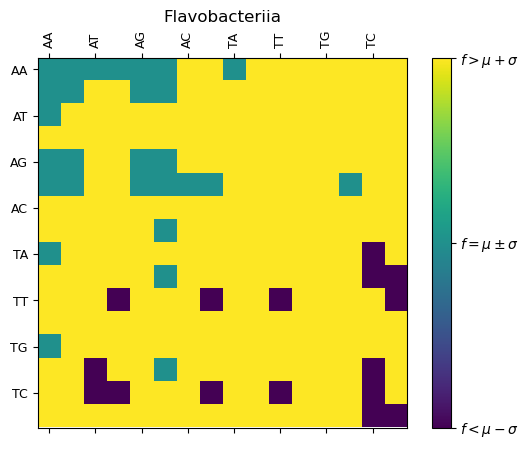 Flavobacteriia
AA AT AG AC TA TT TG TC
AA
AT
AG
AC
TA
TT
TG
TC
f > μ + σ
f = μ ± σ
f < μ − σ